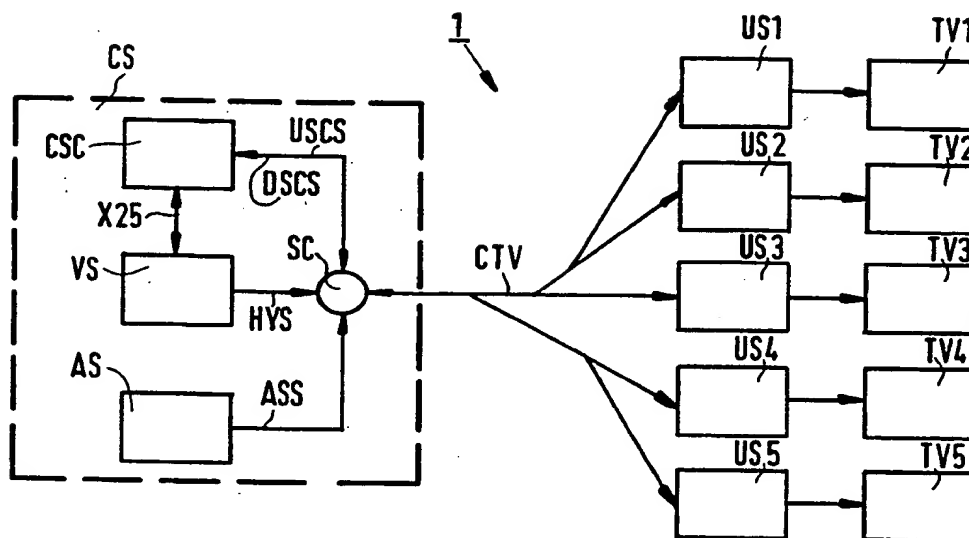 1
CS
US1
TV1
CSC
USCS
DSCS
US2
TV2
X25
VS
SC
CTV
US3
TV3
HYS
AS
ASS
US4
TV4
US5
TV5